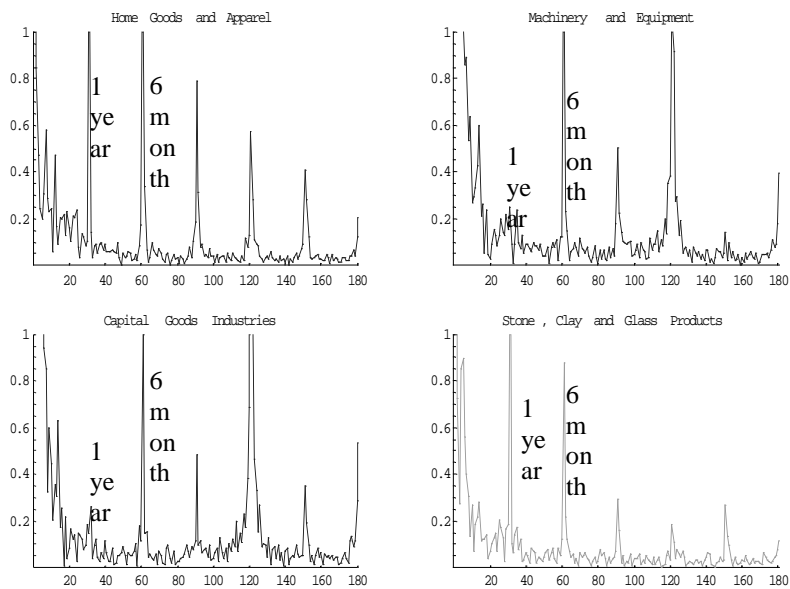 Home Goods and Apparel
1
0.8
0.6
0.4
0.2
1
ye
ar
6
m
on
th
20 40 60 80 100 120 140 160 180
Machinery and Equipment
1
0.8
0.6
0.4
0.2
1
ye
ar
6
m
on
th
20 40 60 80 100 120 140 160 180
Capital Goods Industries
1
0.8
0.6
0.4
0.2
1
ye
ar
6
m
on
th
20 40 60 80 100 120 140 160 180
Stone , Clay and Glass Products
1
0.8
0.6
0.4
0.2
1
ye
ar
6
m
on
th
20 40 60 80 100 120 140 160 180